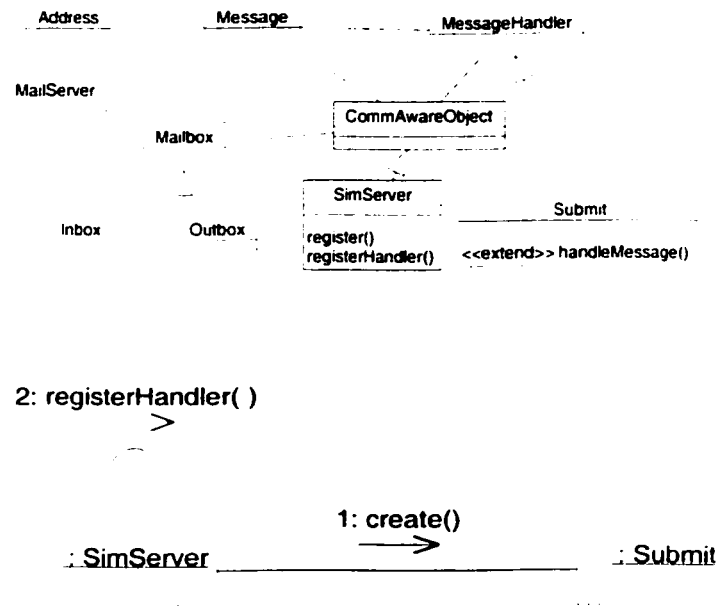 Address Message MessageHandler
MailServer
CommAwareObject
Mailbox
SimServer
Submit
Inbox Outbox
register()
registerHandler() <<extend>> handleMessage()
2: registerHandler( )
1: create()
: SimServer : Submit